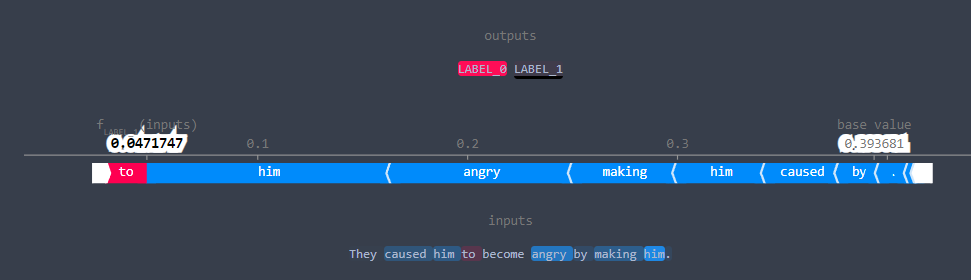 outputs
LABEL_0 LABEL_1
f (inputs) base value
0.0471747 0.1 0.2 0.3 0.393681
to him angry making him caused by .
inputs
They caused him to become angry by making him.